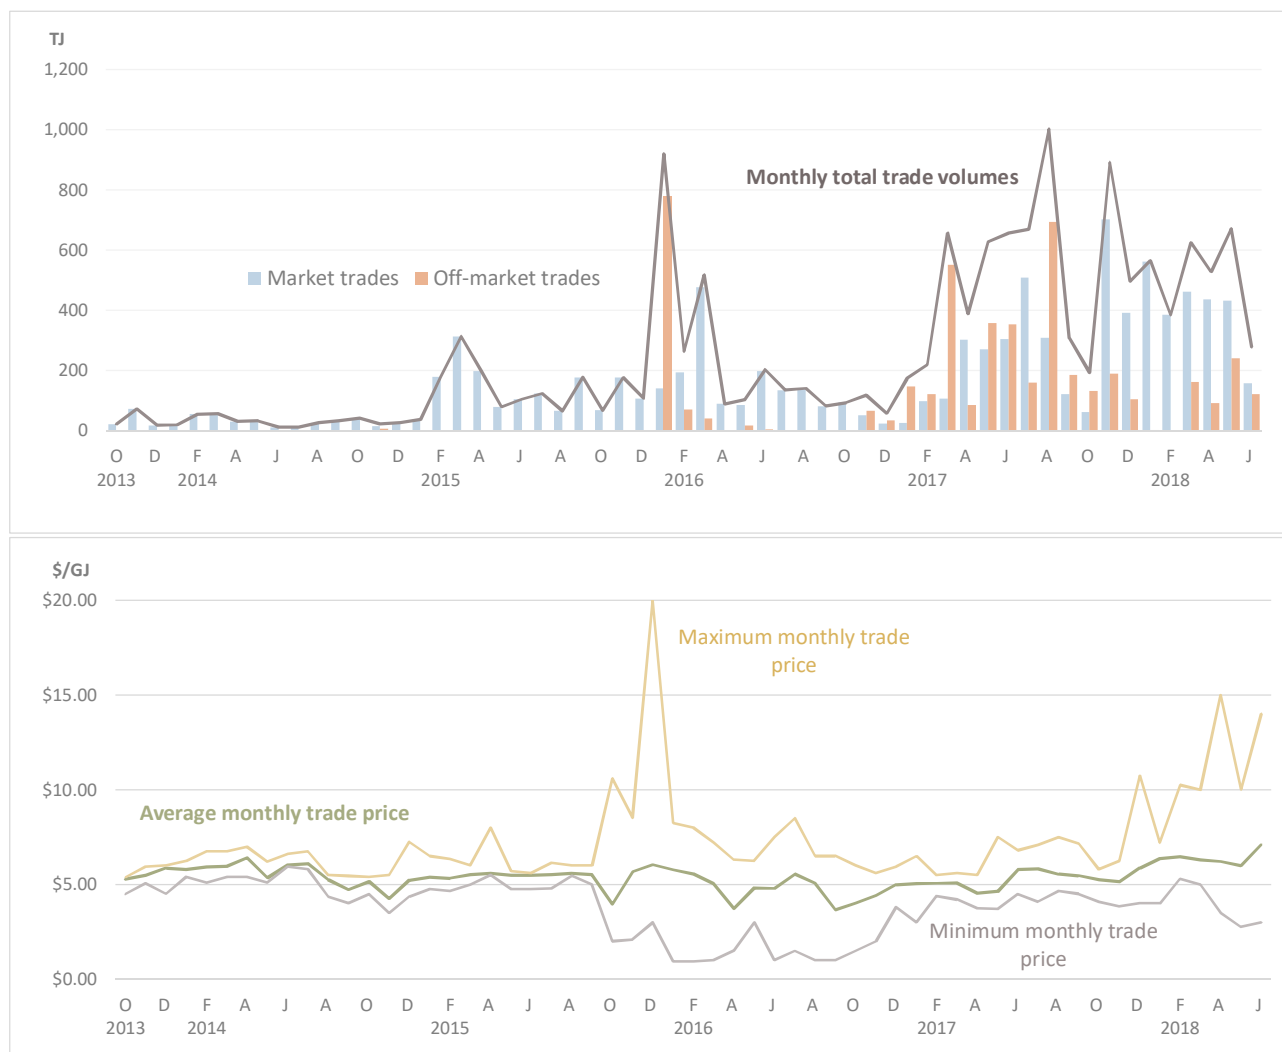 TJ
1,200
1,000
800
600
400
200
0
Monthly total trade volumes
Market trades Off-market trades
O D F A J A O D F A J A O D F A J A O D F A J A O D F A J
2013 2014 2015 2016 2017 2018
$/GJ
$20.00
$15.00
$10.00
$5.00
$0.00
Maximum monthly trade
price
Average monthly trade price
Minimum monthly trade
price
O D F A J A O D F A J A O D F A J A O D F A J A O D F A J
2013 2014 2015 2016 2017 2018